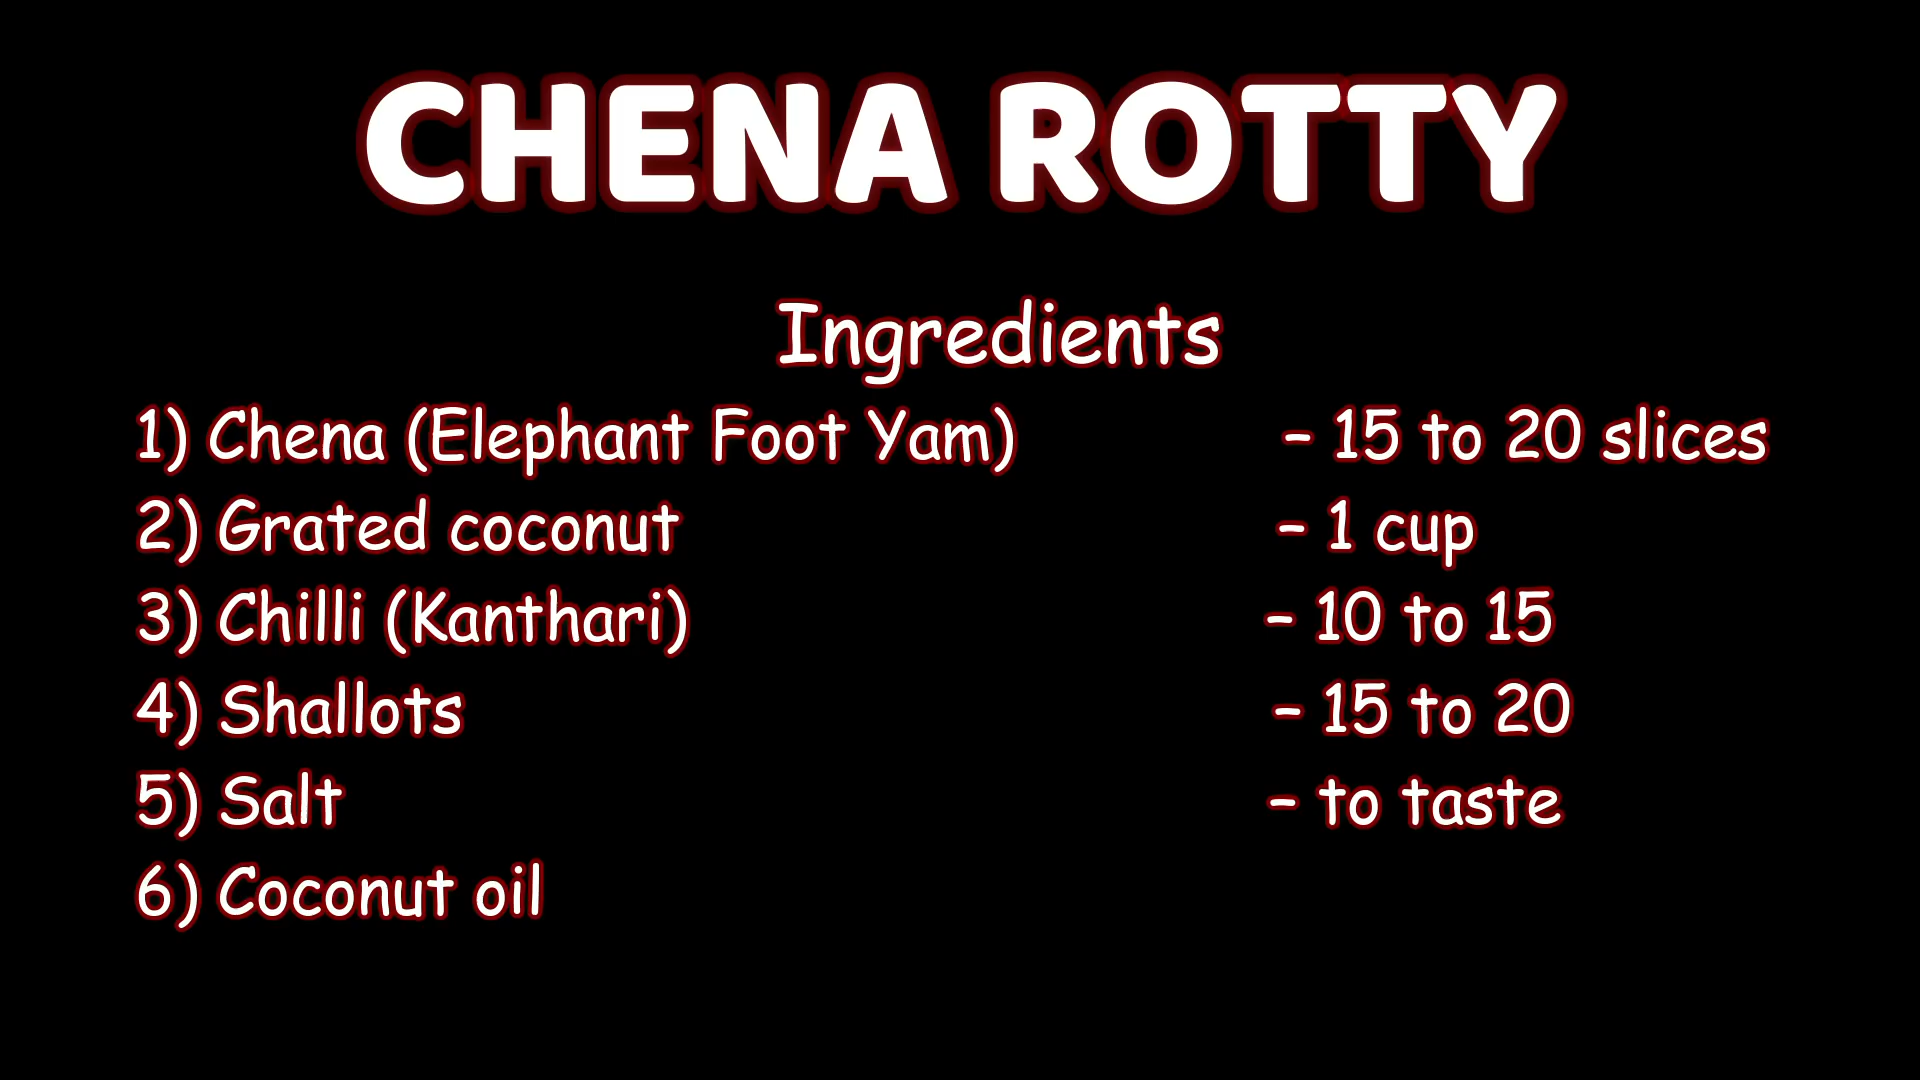 CHENA ROTTY
Ingredients
1) Chena (Elephant Foot Yam) – 15 to 20 slices
2) Grated coconut – 1 cup
3) Chilli (Kanthari) – 10 to 15
4) Shallots – 15 to 20
5) Salt – to taste
6) Coconut oil